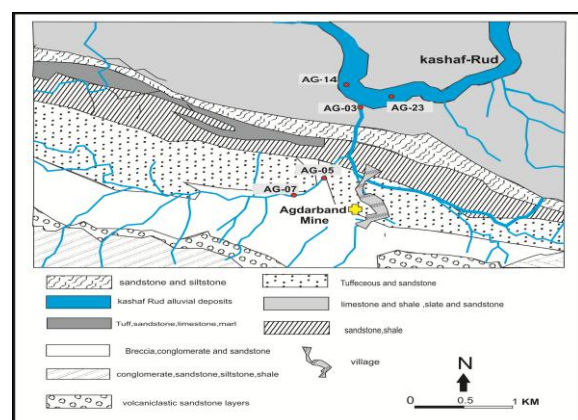 kashaf-Rud
AG-14
AG-03
AG-23
AG-05
AG-07
Agdarband
Mine
sandstone and siltstone
Tuffeceous and sandstone
kashaf Rud alluvial deposits
limestone and shale ,slate and sandstone
Tuff,sandstone,limestone,marl
sandstone,shale
Breccia,conglomerate and sandstone
village
conglomerate,sandstone,siltstone,shale
volcaniclastic sandstone layers
N
0 0.5 1 KM